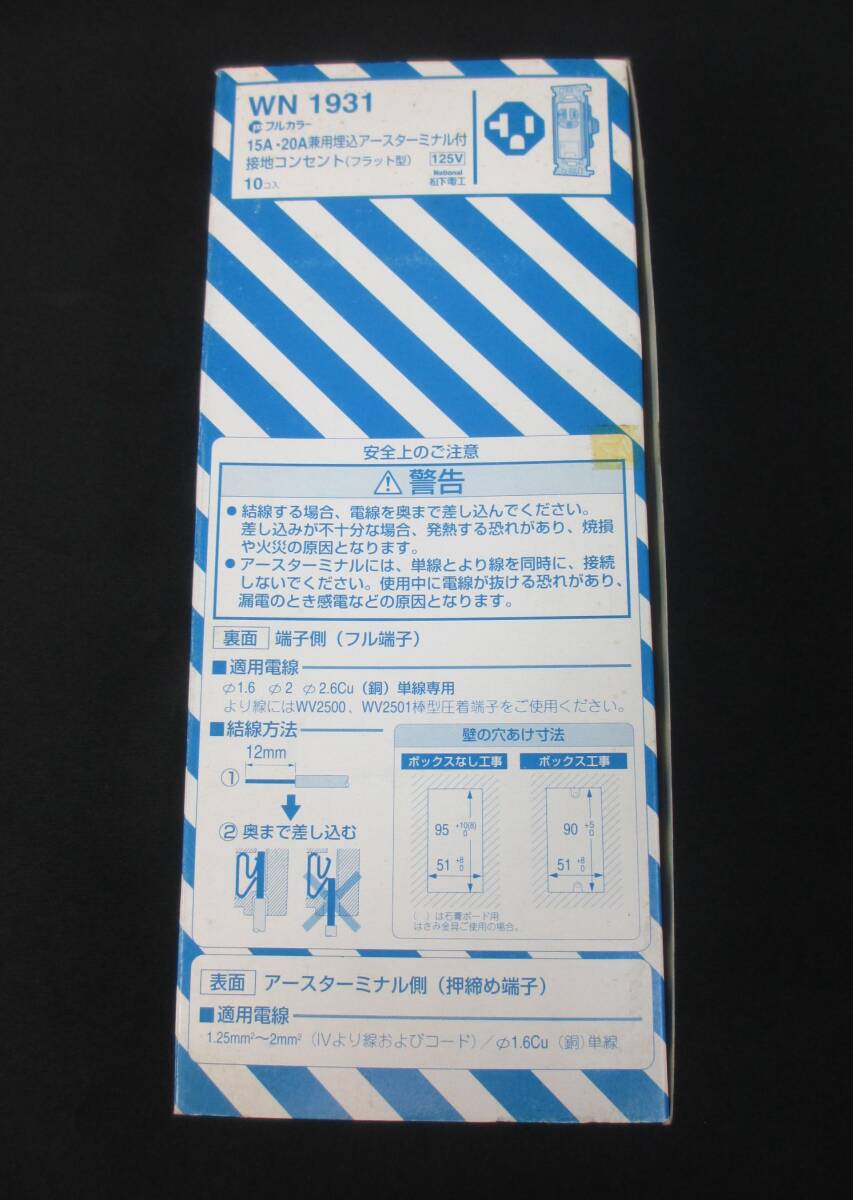 WN 1931
フルカラー
15A・20A兼用埋込アースターミナル付
接地コンセント(フラット型) 125V
10コ入
National
松下電工
安全上のご注意
警告
● 結線する場合、電線を奥まで差し込んでください。
差し込みが不十分な場合、発熱する恐れがあり、焼損
や火災の原因となります。
● アースターミナルには、単線とより線を同時に、接続
しないでください。使用中に電線が抜ける恐れがあり、
漏電のとき感電などの原因となります。
裏面 端子側(フル端子)
■適用電線
φ1.6 φ2 φ2.6Cu(銅)単線専用
より線にはWV2500、WV2501棒型圧着端子をご使用ください。
■結線方法
12mm
①
② 奥まで差し込む
壁の穴あけ寸法
ボックスなし工事 ボックス工事
95 +10(8) 0
51 +8 0
90 +5 0
51 +8 0
( )は石膏ボード用
はさみ金具ご使用の場合。
表面 アースターミナル側(押締め端子)
■適用電線
1.25mm²～2mm²(IVより線およびコード)/φ1.6Cu(銅)単線